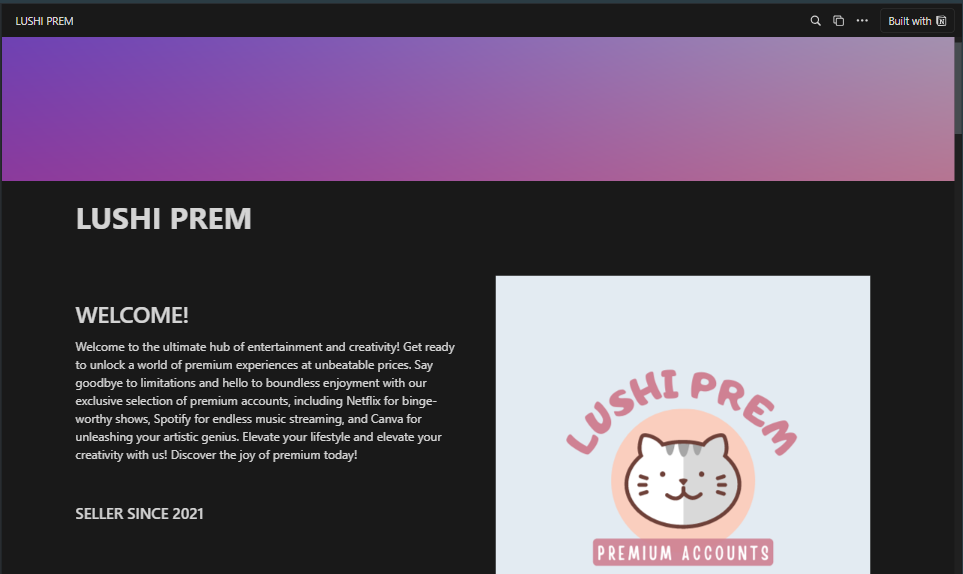 LUSHI PREM
Built with
LUSHI PREM
WELCOME!
Welcome to the ultimate hub of entertainment and creativity! Get ready
to unlock a world of premium experiences at unbeatable prices. Say
goodbye to limitations and hello to boundless enjoyment with our
exclusive selection of premium accounts, including Netflix for binge-
worthy shows, Spotify for endless music streaming, and Canva for
unleashing your artistic genius. Elevate your lifestyle and elevate your
creativity with us! Discover the joy of premium today!
SELLER SINCE 2021
LUSHI PREM
PREMIUM ACCOUNTS